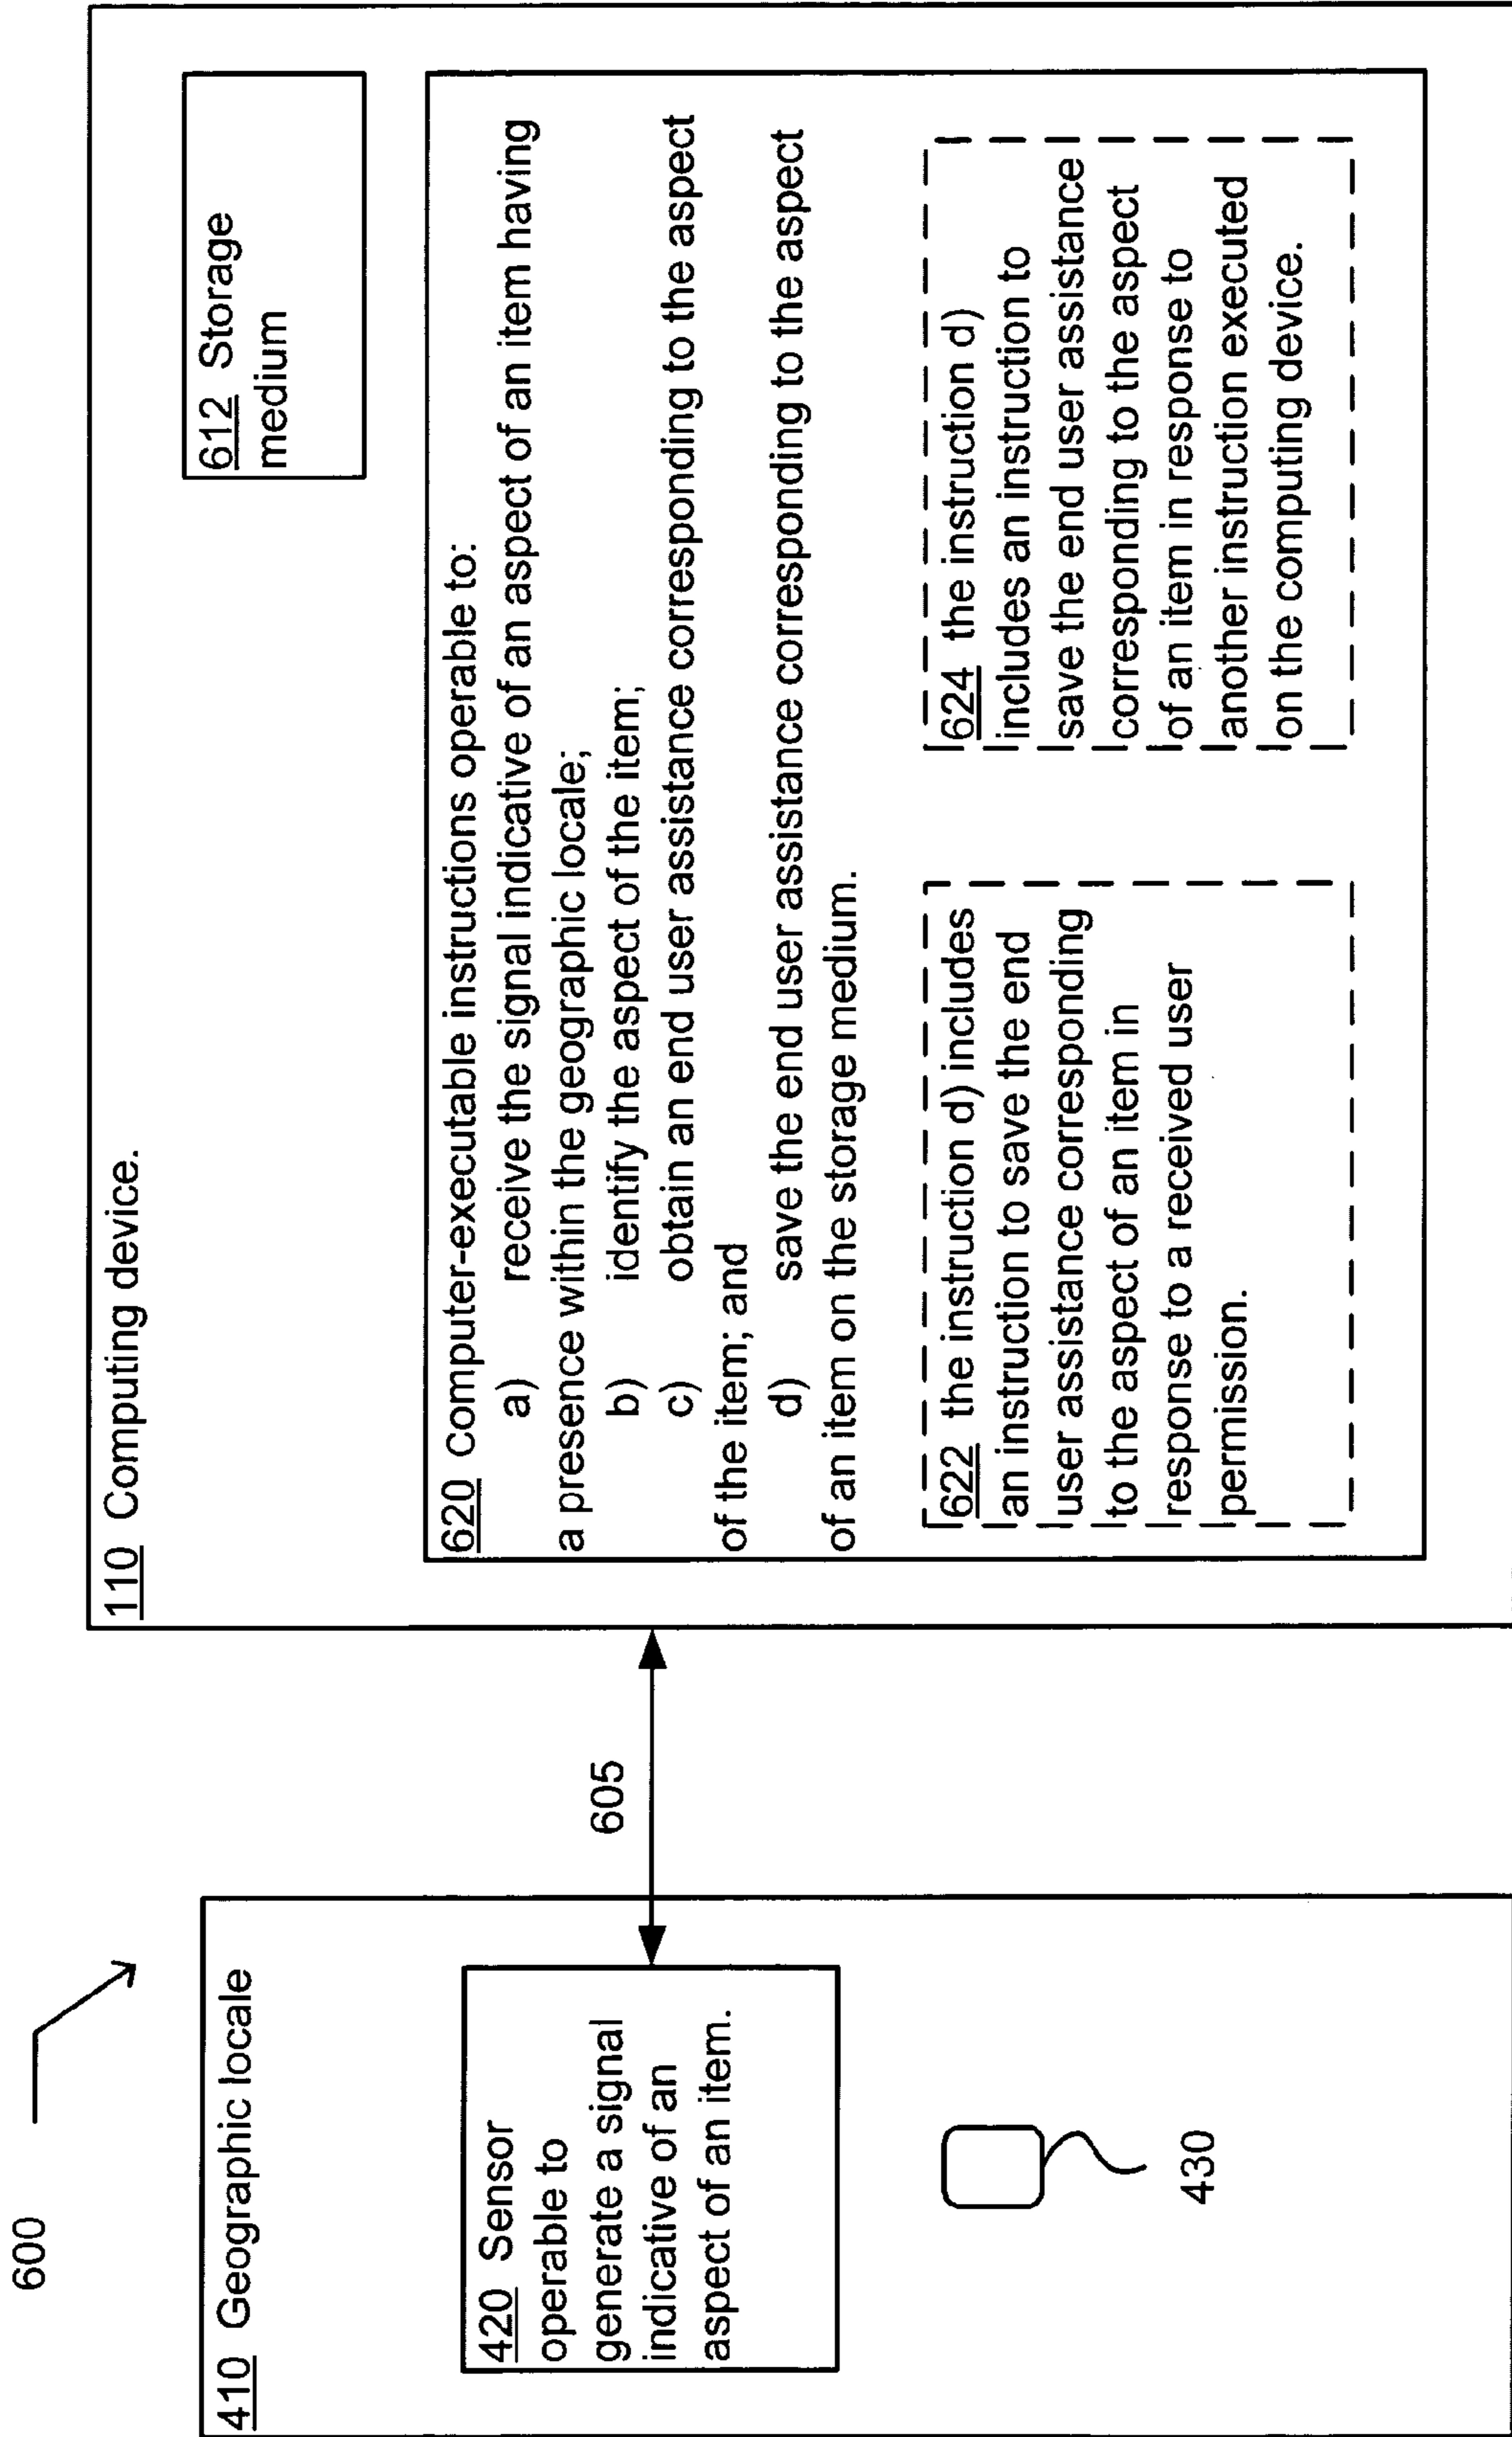 600
410 Geographic locale
420 Sensor
operable to
generate a signal
indicative of an
aspect of an item.
430
605
110 Computing device.
612 Storage
medium
620 Computer-executable instructions operable to:
a) receive the signal indicative of an aspect of an item having
a presence within the geographic locale;
b) identify the aspect of the item;
c) obtain an end user assistance corresponding to the aspect
of the item; and
d) save the end user assistance corresponding to the aspect
of an item on the storage medium.
622 the instruction d) includes
an instruction to save the end
user assistance corresponding
to the aspect of an item in
response to a received user
permission.
624 the instruction d)
includes an instruction to
save the end user assistance
corresponding to the aspect
of an item in response to
another instruction executed
on the computing device.